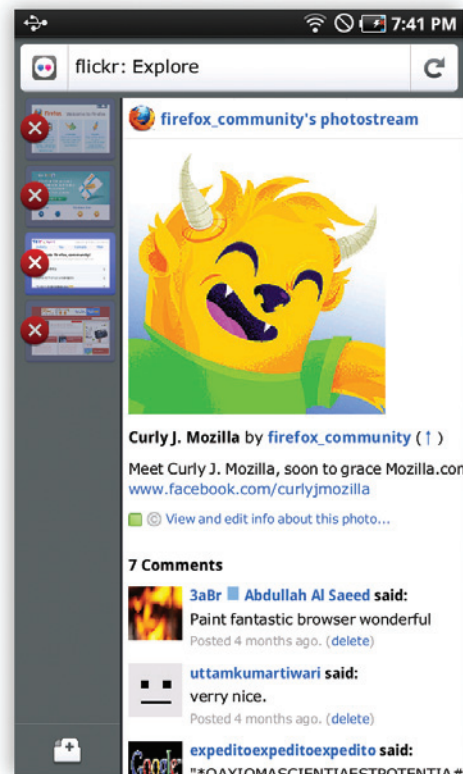 7:41 PM
flickr: Explore
firefox_community's photostream
Curly J. Mozilla by firefox_community (↑)
Meet Curly J. Mozilla, soon to grace Mozilla.com
www.facebook.com/curlyjmozilla
© View and edit info about this photo...
7 Comments
3aBr Abdullah Al Saeed said:
Paint fantastic browser wonderful
Posted 4 months ago. (delete)
uttamkumartiwari said:
verry nice.
Posted 4 months ago. (delete)
Google
expeditoexpeditoexpedito said: